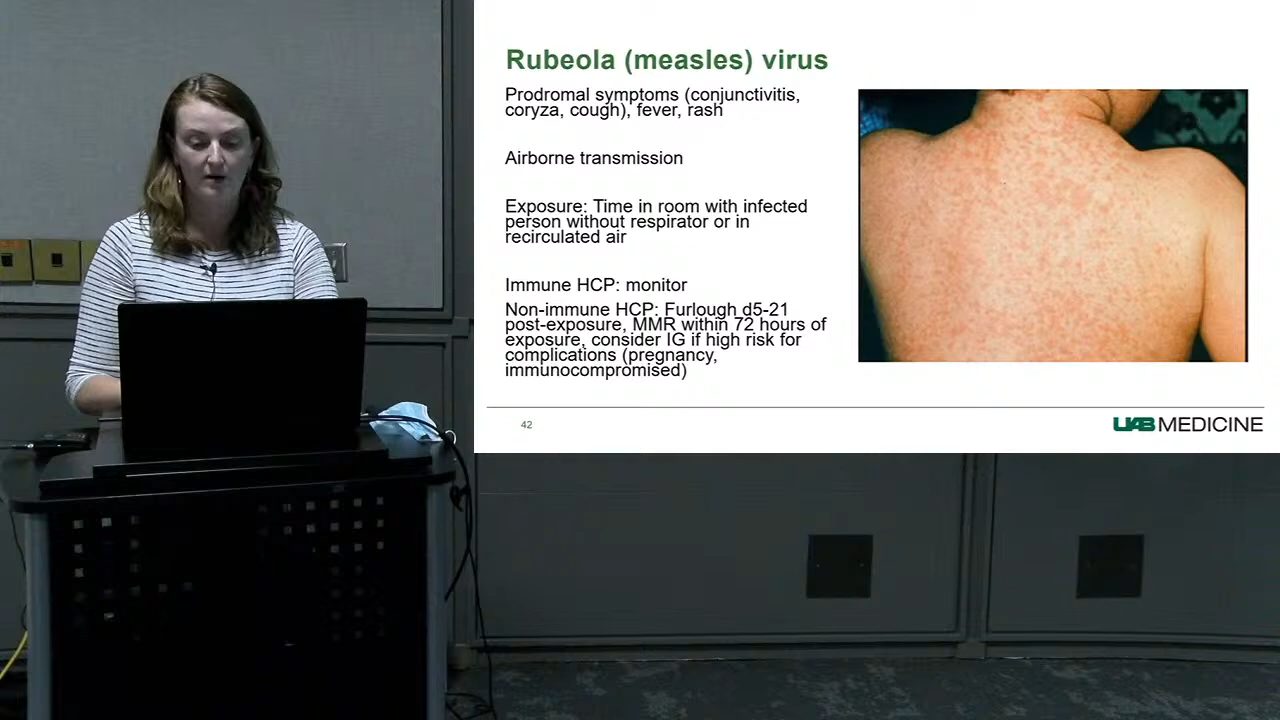 Rubeola (measles) virus
Prodromal symptoms (conjunctivitis,
coryza, cough), fever, rash
Airborne transmission
Exposure: Time in room with infected
person without respirator or in
recirculated air
Immune HCP: monitor
Non-immune HCP: Furlough d5-21
post-exposure, MMR within 72 hours of
exposure, consider IG if high risk for
complications (pregnancy,
immunocompromised)
42
UAB MEDICINE